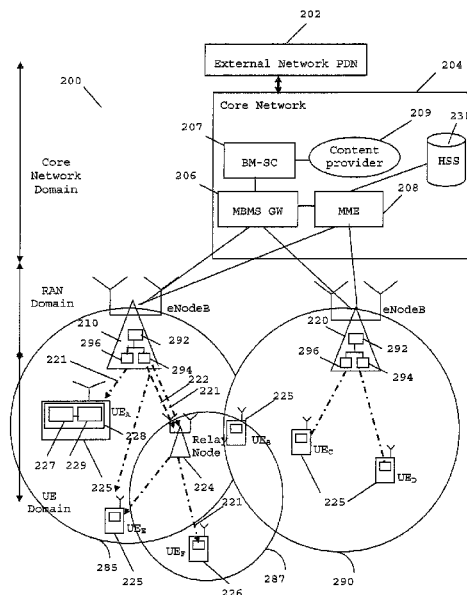 202
External Network PDN
200
204
Core Network
207
209
231
BM-SC
Content provider
HSS
206
Core Network Domain
MBMS GW
MME
208
RAN Domain
eNodeB
eNodeB
210
292
220
292
296
294
296
294
221
222
221
UEA
225
UEB
Relay Node
228
227
229
225
224
UEC
225
UED
UE Domain
221
UEE
UEF
285
225
226
287
290